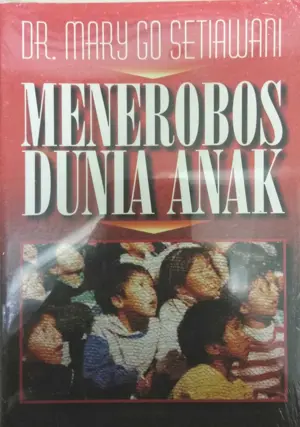 DR. MARY GO SETIAWANI
MENEROBOS
DUNIA ANAK